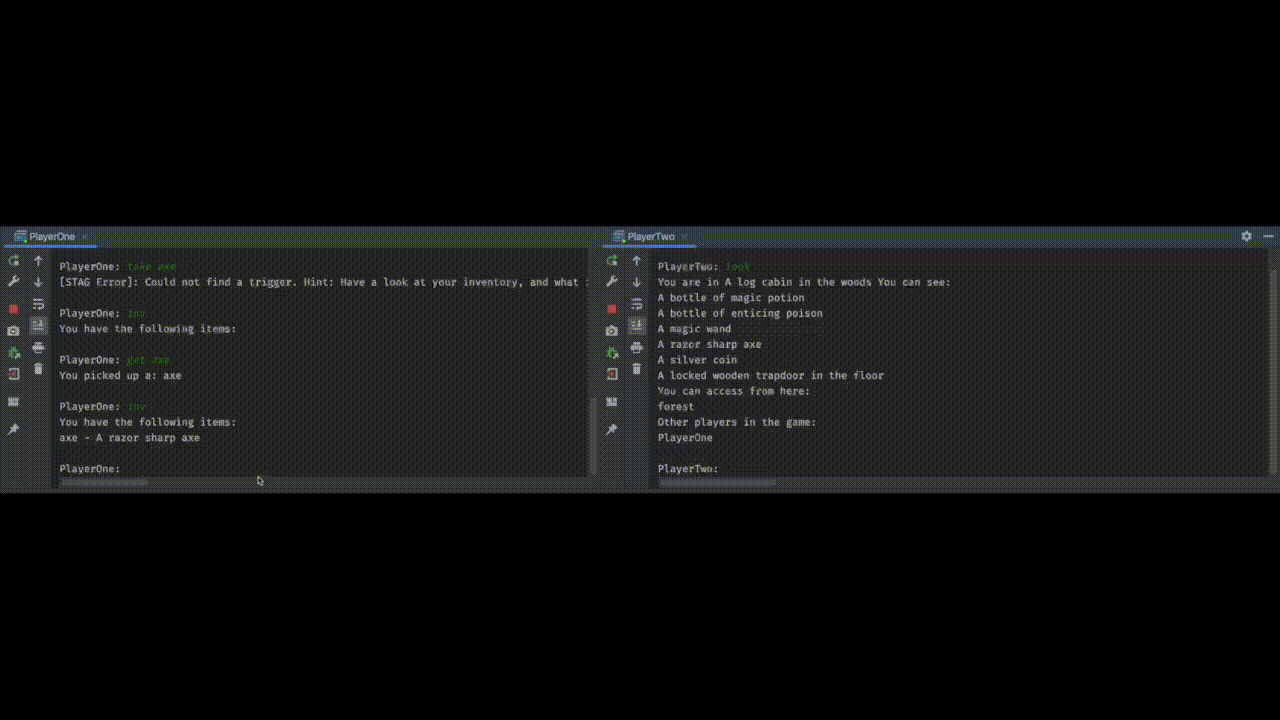 PlayerOne
PlayerOne: take axe
[STAG Error]: Could not find a trigger. Hint: Have a look at your inventory, and what
PlayerOne: inv
You have the following items:
PlayerOne: get axe
You picked up a: axe
PlayerOne: inv
You have the following items:
axe - A razor sharp axe
PlayerOne:
PlayerTwo
PlayerTwo: look
You are in A log cabin in the woods You can see:
A bottle of magic potion
A bottle of enticing poison
A magic wand
A razor sharp axe
A silver coin
A locked wooden trapdoor in the floor
You can access from here:
forest
Other players in the game:
PlayerOne
PlayerTwo: